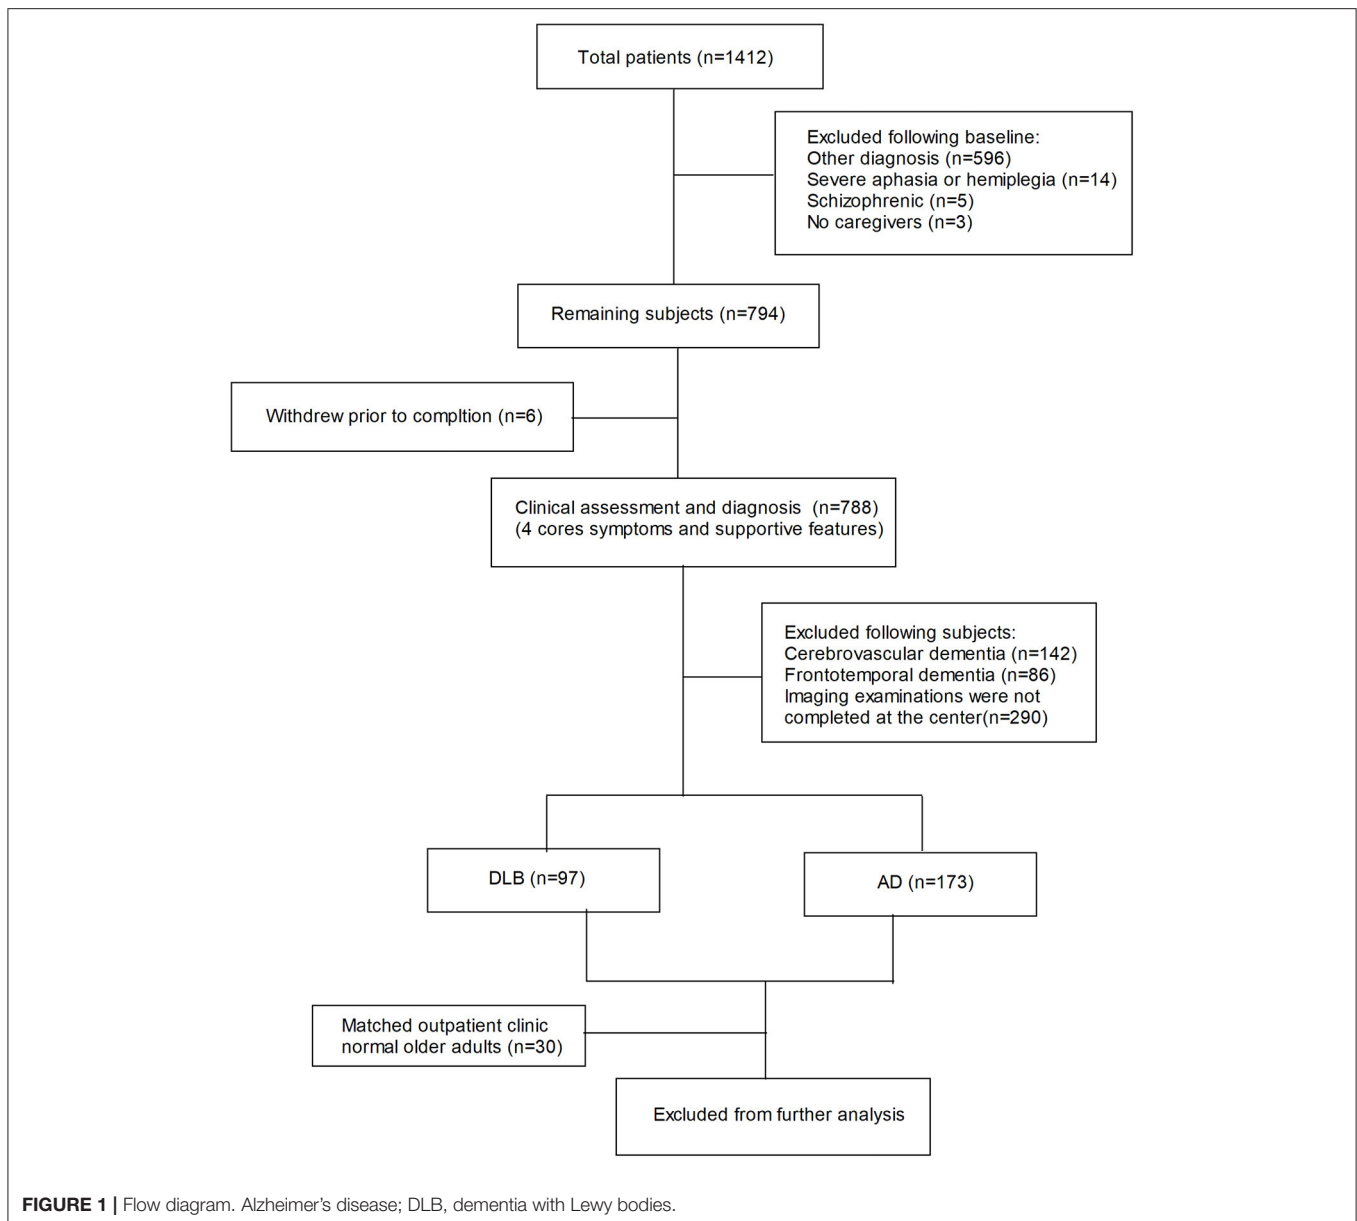 Total patients (n=1412)
Excluded following baseline:
Other diagnosis (n=596)
Severe aphasia or hemiplegia (n=14)
Schizophrenic (n=5)
No caregivers (n=3)
Remaining subjects (n=794)
Withdrew prior to compltion (n=6)
Clinical assessment and diagnosis  (n=788)
(4 cores symptoms and supportive features)
Excluded following subjects:
Cerebrovascular dementia (n=142)
Frontotemporal dementia (n=86)
Imaging examinations were not
completed at the center(n=290)
DLB (n=97)
AD (n=173)
Matched outpatient clinic
normal older adults (n=30)
Excluded from further analysis
FIGURE 1 | Flow diagram. Alzheimer’s disease; DLB, dementia with Lewy bodies.